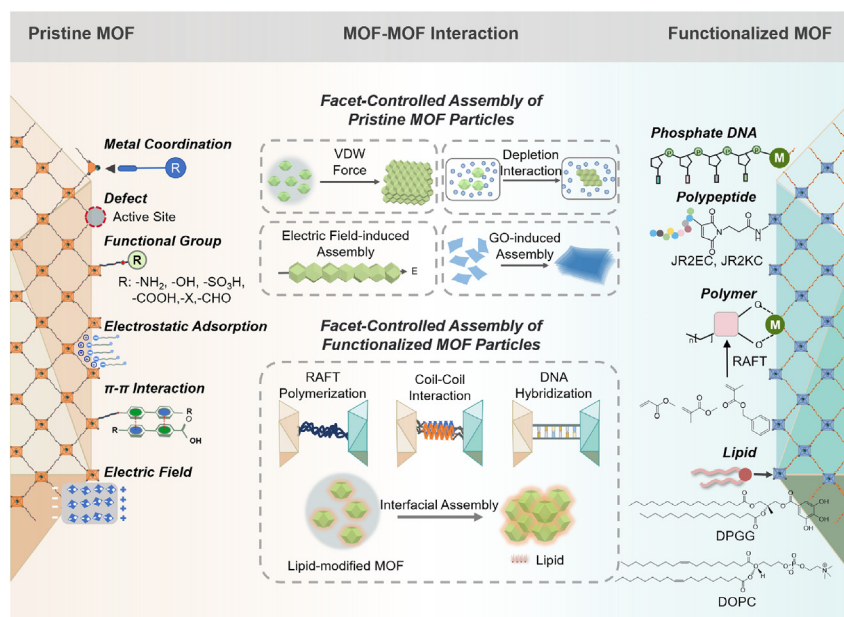 Pristine MOF
MOF-MOF Interaction
Functionalized MOF
Metal Coordination
R
Defect
Active Site
Functional Group
R
R: -NH2, -OH, -SO3H,
-COOH,-X,-CHO
Electrostatic Adsorption
π-π Interaction
R
O
R
OH
Electric Field
Facet-Controlled Assembly of
Pristine MOF Particles
VDW
Force
Depletion
Interaction
Electric Field-induced
Assembly
E
GO-induced
Assembly
Facet-Controlled Assembly of
Functionalized MOF Particles
RAFT
Polymerization
Coil-Coil
Interaction
DNA
Hybridization
Interfacial Assembly
Lipid-modified MOF
Lipid
Phosphate DNA
P P P P M
Polypeptide
JR2EC, JR2KC
Polymer
M
RAFT
Lipid
DPGG
DOPC